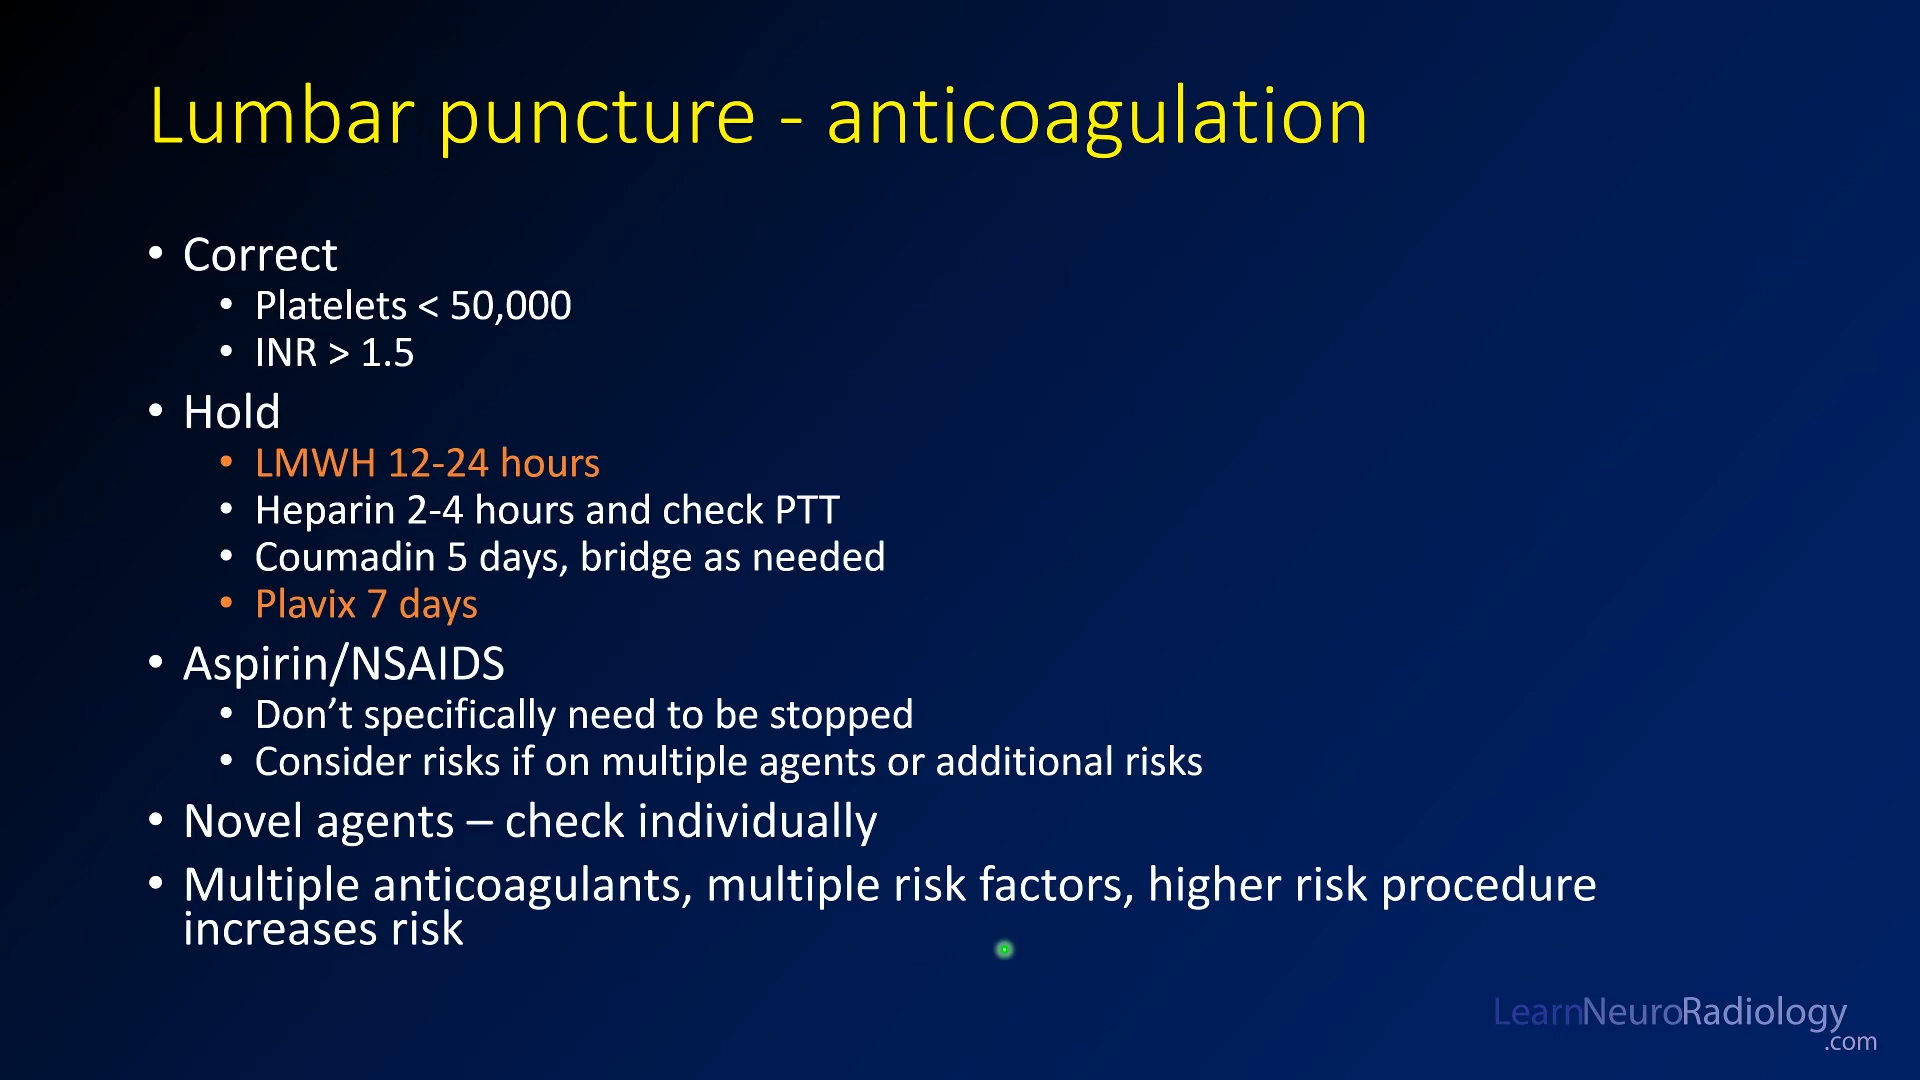 Lumbar puncture - anticoagulation
• Correct
• Platelets < 50,000
• INR > 1.5
• Hold
• LMWH 12-24 hours
• Heparin 2-4 hours and check PTT
• Coumadin 5 days, bridge as needed
• Plavix 7 days
• Aspirin/NSAIDS
• Don’t specifically need to be stopped
• Consider risks if on multiple agents or additional risks
• Novel agents – check individually
• Multiple anticoagulants, multiple risk factors, higher risk procedure
increases risk
LearnNeuroRadiology
.com